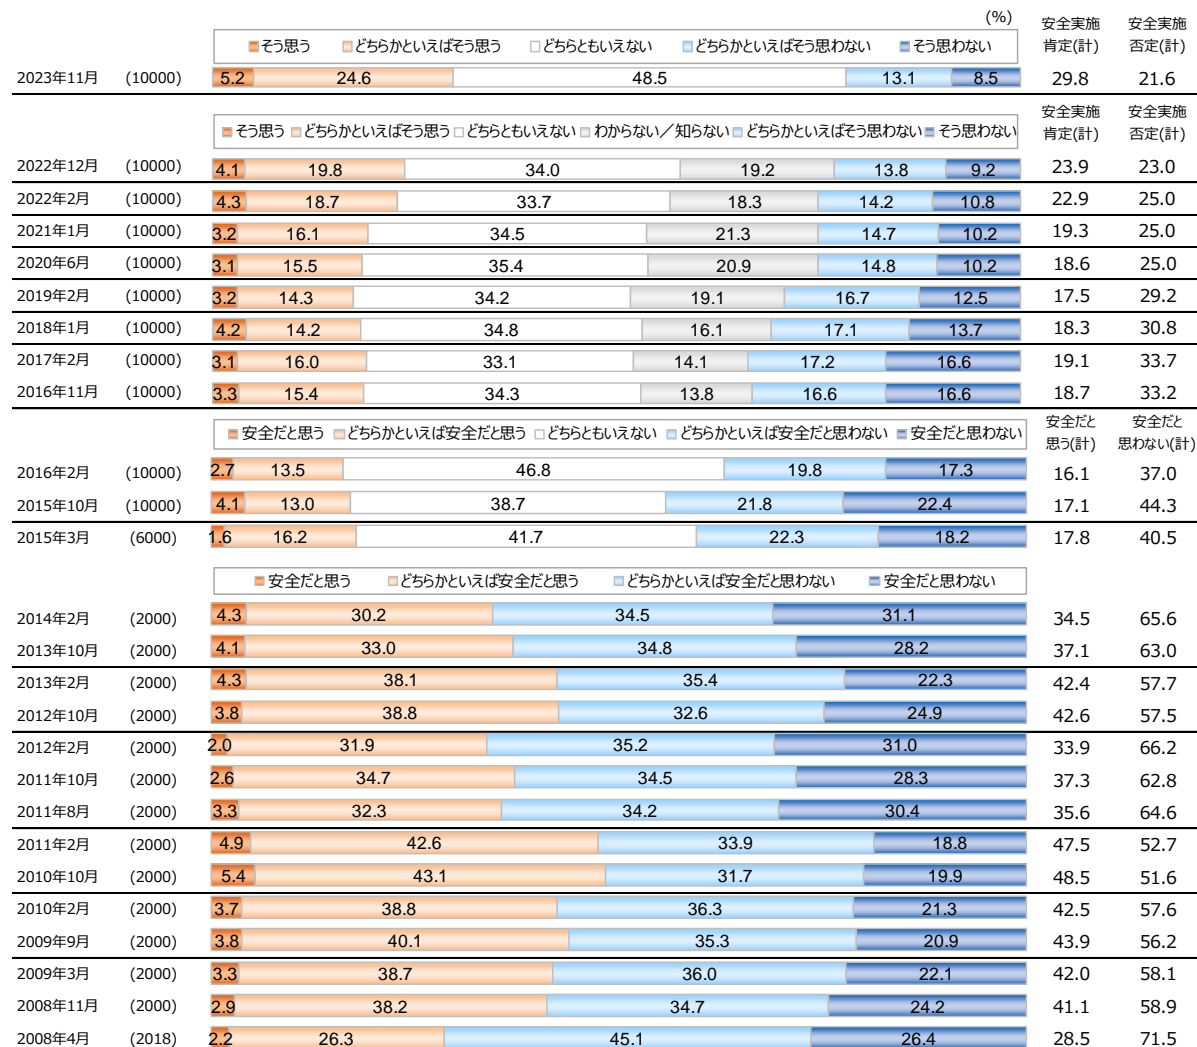 (%)
安全実施 安全実施
肯定(計) 否定(計)
そう思う どちらかといえばそう思う どちらともいえない どちらかといえばそう思わない そう思わない
2023年11月 (10000) 5.2 24.6 48.5 13.1 8.5 29.8 21.6
安全実施 安全実施
肯定(計) 否定(計)
そう思う どちらかといえばそう思う どちらともいえない わからない／知らない どちらかといえばそう思わない そう思わない
2022年12月 (10000) 4.1 19.8 34.0 19.2 13.8 9.2 23.9 23.0
2022年2月 (10000) 4.3 18.7 33.7 18.3 14.2 10.8 22.9 25.0
2021年1月 (10000) 3.2 16.1 34.5 21.3 14.7 10.2 19.3 25.0
2020年6月 (10000) 3.1 15.5 35.4 20.9 14.8 10.2 18.6 25.0
2019年2月 (10000) 3.2 14.3 34.2 19.1 16.7 12.5 17.5 29.2
2018年1月 (10000) 4.2 14.2 34.8 16.1 17.1 13.7 18.3 30.8
2017年2月 (10000) 3.1 16.0 33.1 14.1 17.2 16.6 19.1 33.7
2016年11月 (10000) 3.3 15.4 34.3 13.8 16.6 16.6 18.7 33.2
安全だと 安全だと
思う(計) 思わない(計)
安全だと思う どちらかといえば安全だと思う どちらともいえない どちらかといえば安全だと思わない 安全だと思わない
2016年2月 (10000) 2.7 13.5 46.8 19.8 17.3 16.1 37.0
2015年10月 (10000) 4.1 13.0 38.7 21.8 22.4 17.1 44.3
2015年3月 (6000) 1.6 16.2 41.7 22.3 18.2 17.8 40.5
安全だと思う どちらかといえば安全だと思う どちらかといえば安全だと思わない 安全だと思わない
2014年2月 (2000) 4.3 30.2 34.5 31.1 34.5 65.6
2013年10月 (2000) 4.1 33.0 34.8 28.2 37.1 63.0
2013年2月 (2000) 4.3 38.1 35.4 22.3 42.4 57.7
2012年10月 (2000) 3.8 38.8 32.6 24.9 42.6 57.5
2012年2月 (2000) 2.0 31.9 35.2 31.0 33.9 66.2
2011年10月 (2000) 2.6 34.7 34.5 28.3 37.3 62.8
2011年8月 (2000) 3.3 32.3 34.2 30.4 35.6 64.6
2011年2月 (2000) 4.9 42.6 33.9 18.8 47.5 52.7
2010年10月 (2000) 5.4 43.1 31.7 19.9 48.5 51.6
2010年2月 (2000) 3.7 38.8 36.3 21.3 42.5 57.6
2009年9月 (2000) 3.8 40.1 35.3 20.9 43.9 56.2
2009年3月 (2000) 3.3 38.7 36.0 22.1 42.0 58.1
2008年11月 (2000) 2.9 38.2 34.7 24.2 41.1 58.9
2008年4月 (2018) 2.2 26.3 45.1 26.4 28.5 71.5